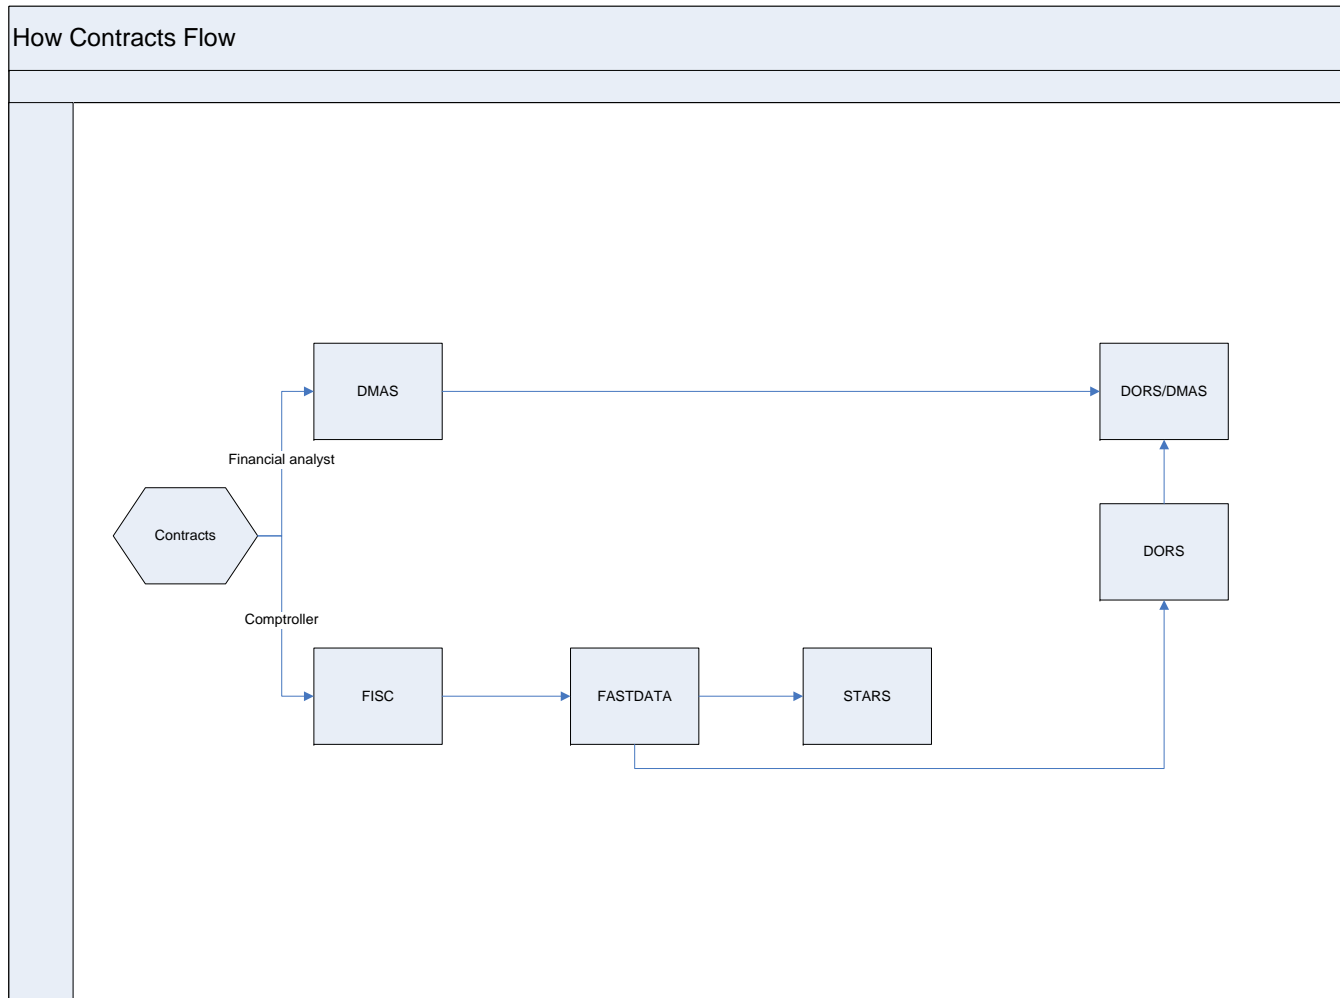 How Contracts Flow
DMAS
DORS/DMAS
Financial analyst
Contracts
DORS
Comptroller
FISC
FASTDATA
STARS